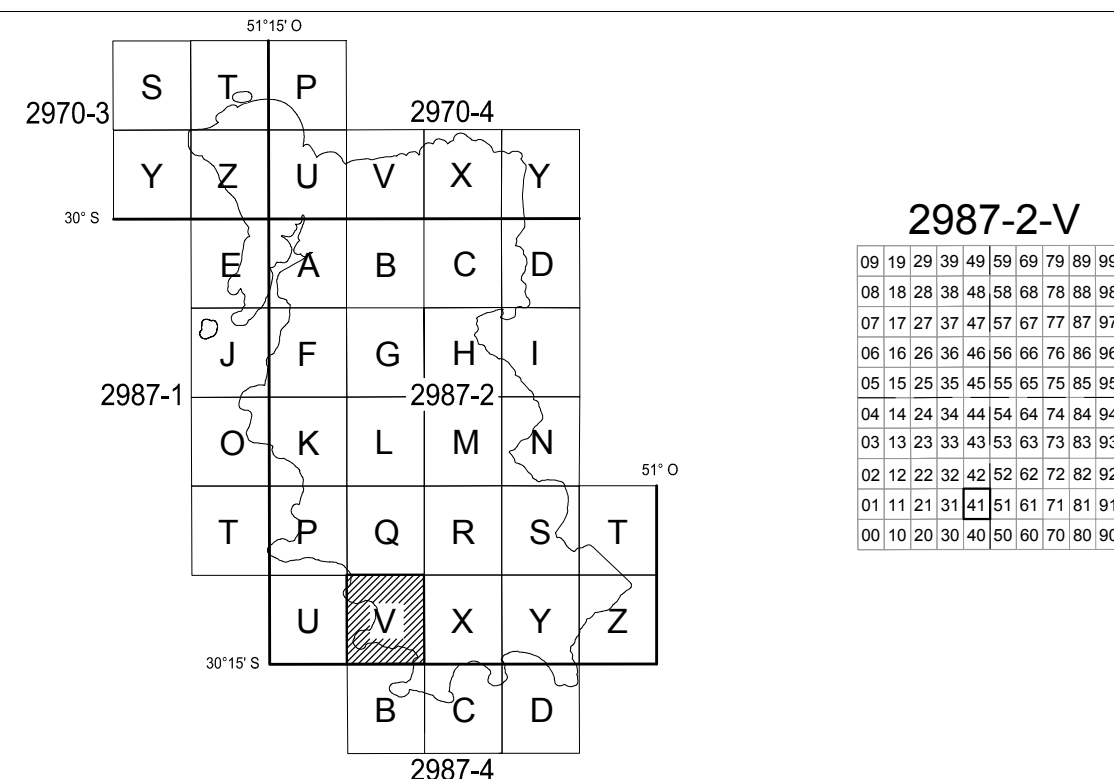 51°15' O
S T P
2970-3 2970-4
Y Z U V X Y
30° S
E A B C D
J F G H I
2987-1 2987-2
O K L M N
51° O
T P Q R S T
U V X Y Z
30°15' S
B C D
2987-4
2987-2-V
09 19 29 39 49 59 69 79 89 99
08 18 28 38 48 58 68 78 88 98
07 17 27 37 47 57 67 77 87 97
06 16 26 36 46 56 66 76 86 96
05 15 25 35 45 55 65 75 85 95
04 14 24 34 44 54 64 74 84 94
03 13 23 33 43 53 63 73 83 93
02 12 22 32 42 52 62 72 82 92
01 11 21 31 41 51 61 71 81 91
00 10 20 30 40 50 60 70 80 90